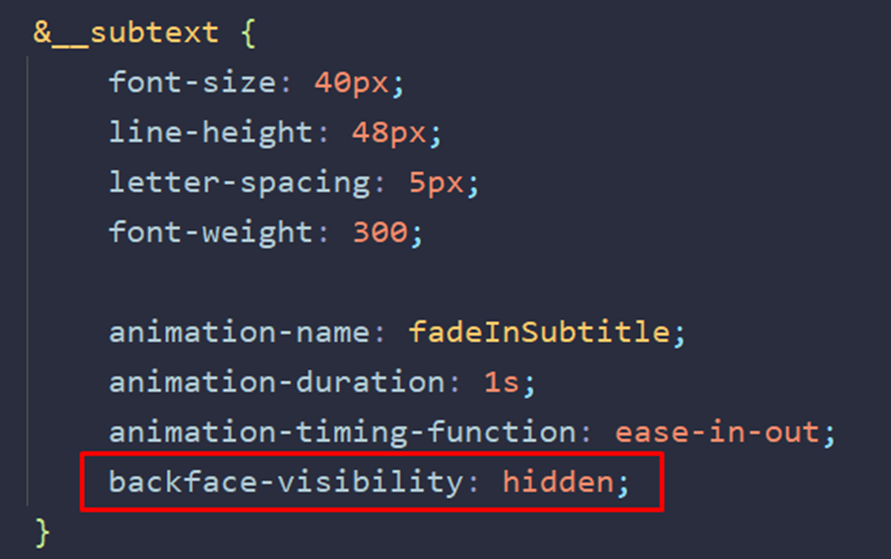 &__subtext {
font-size: 40px;
line-height: 48px;
letter-spacing: 5px;
font-weight: 300;
animation-name: fadeInSubtitle;
animation-duration: 1s;
animation-timing-function: ease-in-out;
backface-visibility: hidden;
}